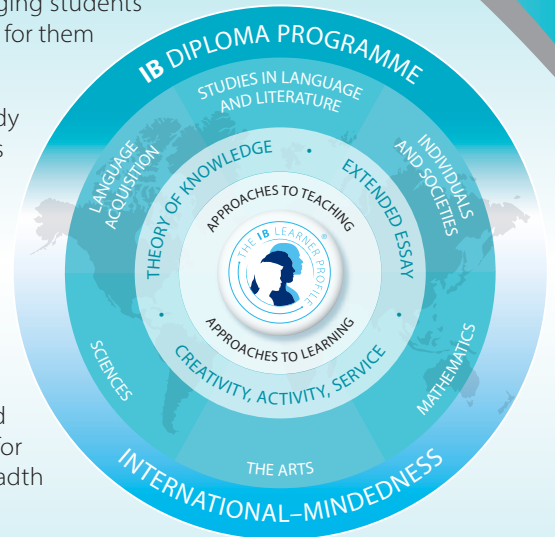 ging students
for them
dy
s
d
for
adth
IB DIPLOMA PROGRAMME
STUDIES IN LANGUAGE
AND LITERATURE
LANGUAGE
ACQUISITION
INDIVIDUALS
AND SOCIETIES
THEORY OF KNOWLEDGE
•
EXTENDED ESSAY
•
APPROACHES TO TEACHING
THE IB LEARNER PROFILE®
APPROACHES TO LEARNING
•
CREATIVITY, ACTIVITY, SERVICE
SCIENCES
MATHEMATICS
THE ARTS
INTERNATIONAL–MINDEDNESS